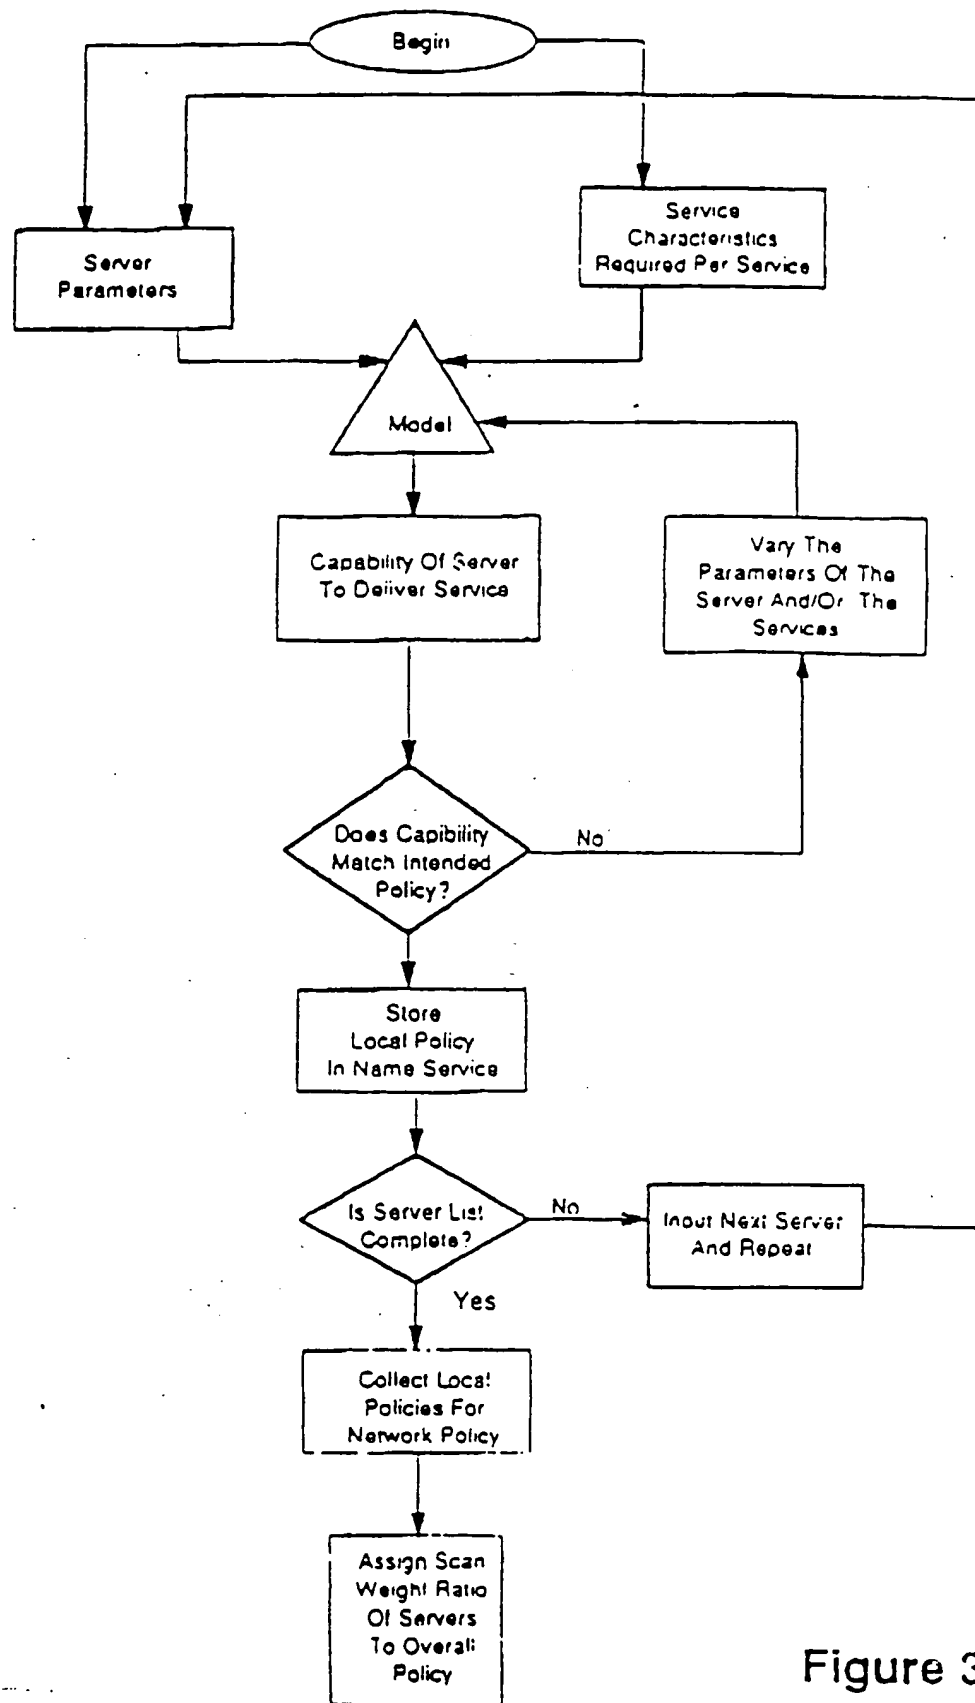 Begin
Server
Parameters
Service
Characteristics
Required Per Service
Model
Capability Of Server
To Deliver Service
Vary The
Parameters Of The
Server And/Or The
Services
Does Capibility
Match Intended
Policy?
No
Store
Local Policy
In Name Service
Is Server List
Complete?
No
Input Next Server
And Repeat
Yes
Collect Local
Policies For
Network Policy
Assign Scan
Weight Ratio
Of Servers
To Overall
Policy
Figure 3